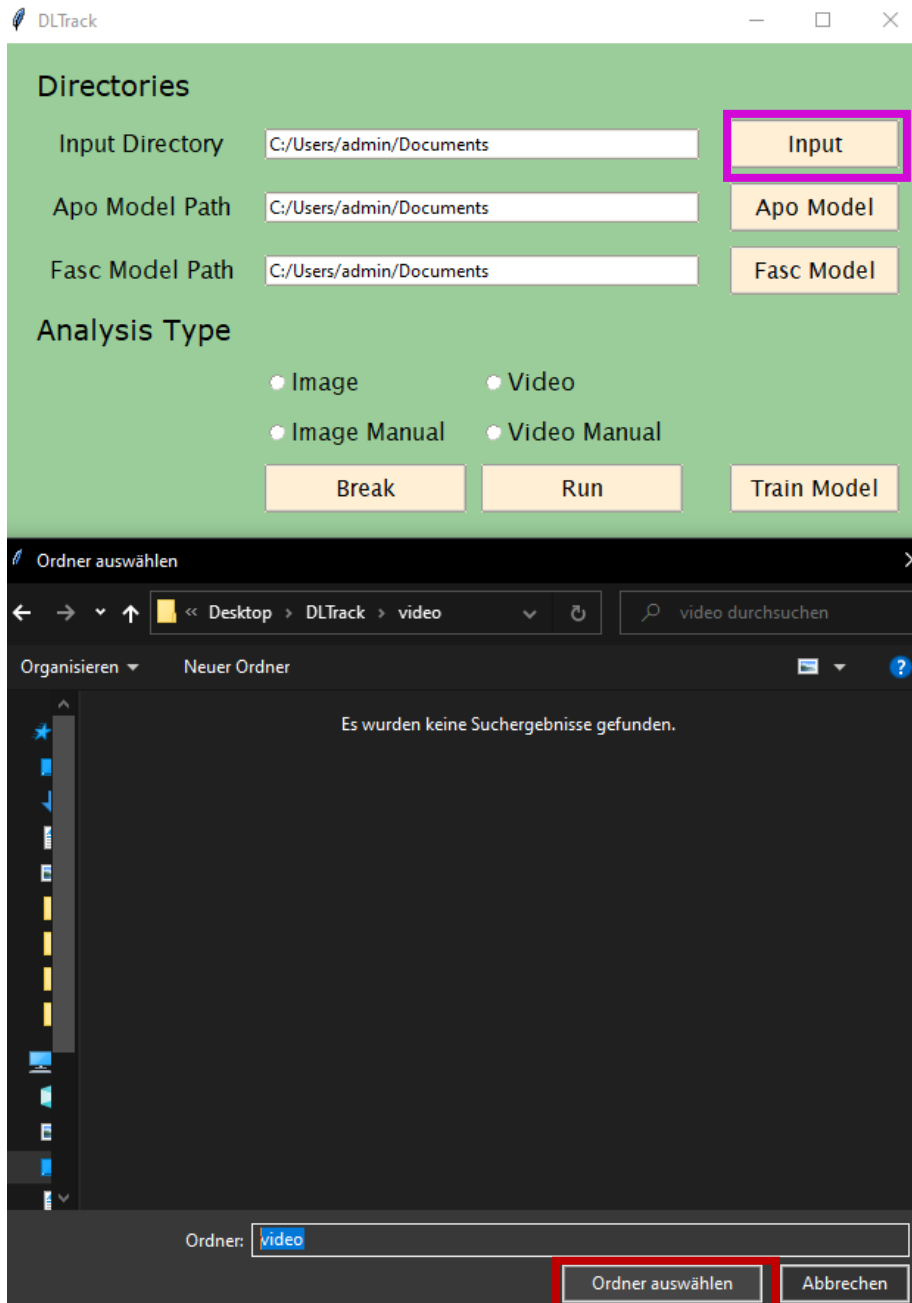 DLTrack
Directories
Input Directory C:/Users/admin/Documents Input
Apo Model Path C:/Users/admin/Documents Apo Model
Fasc Model Path C:/Users/admin/Documents Fasc Model
Analysis Type
Image Video
Image Manual Video Manual
Break Run Train Model
Ordner auswählen
« Desktop › DLTrack › video video durchsuchen
Organisieren Neuer Ordner ?
Es wurden keine Suchergebnisse gefunden.
Ordner: video
Ordner auswählen Abbrechen